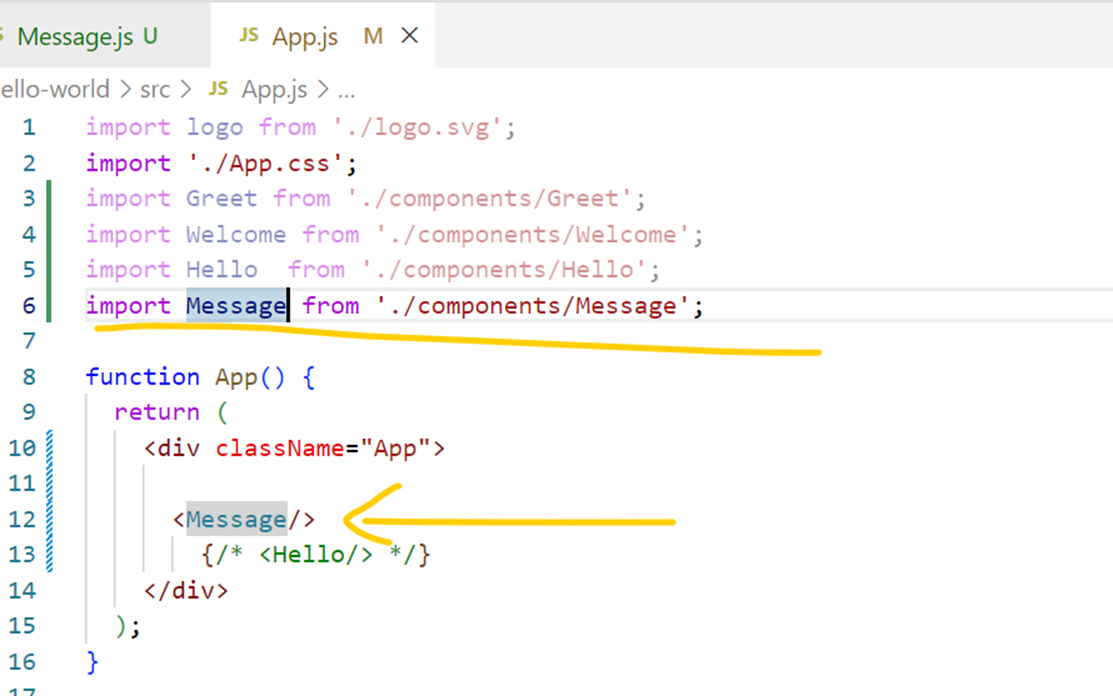 Message.js U JS App.js M
ello-world > src > JS App.js > ...
1 import logo from './logo.svg';
2 import './App.css';
3 import Greet from './components/Greet';
4 import Welcome from './components/Welcome';
5 import Hello  from './components/Hello';
6 import Message from './components/Message';
7
8 function App() {
9   return (
10     <div className="App">
11
12       <Message/>
13         {/* <Hello/> */}
14     </div>
15   );
16 }
17